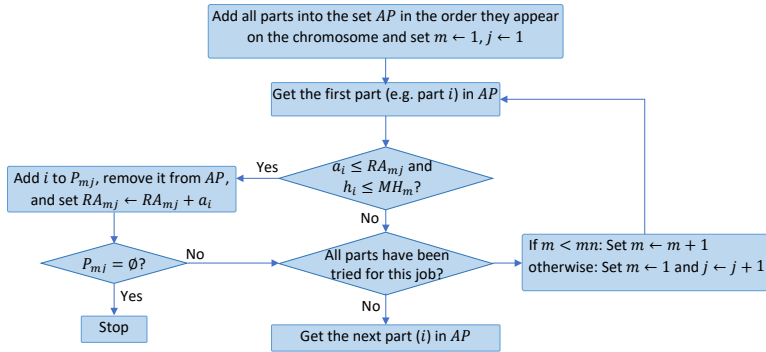 Add all parts into the set AP in the order they appear
on the chromosome and set m ← 1, j ← 1
Get the first part (e.g. part i) in AP
a_i ≤ RA_mj and
h_i ≤ MH_m?
Yes
No
Add i to P_mj, remove it from AP,
and set RA_mj ← RA_mj + a_i
P_mj = Ø?
No
Yes
Stop
All parts have been
tried for this job?
No
If m < mn: Set m ← m + 1
otherwise: Set m ← 1 and j ← j + 1
Get the next part (i) in AP